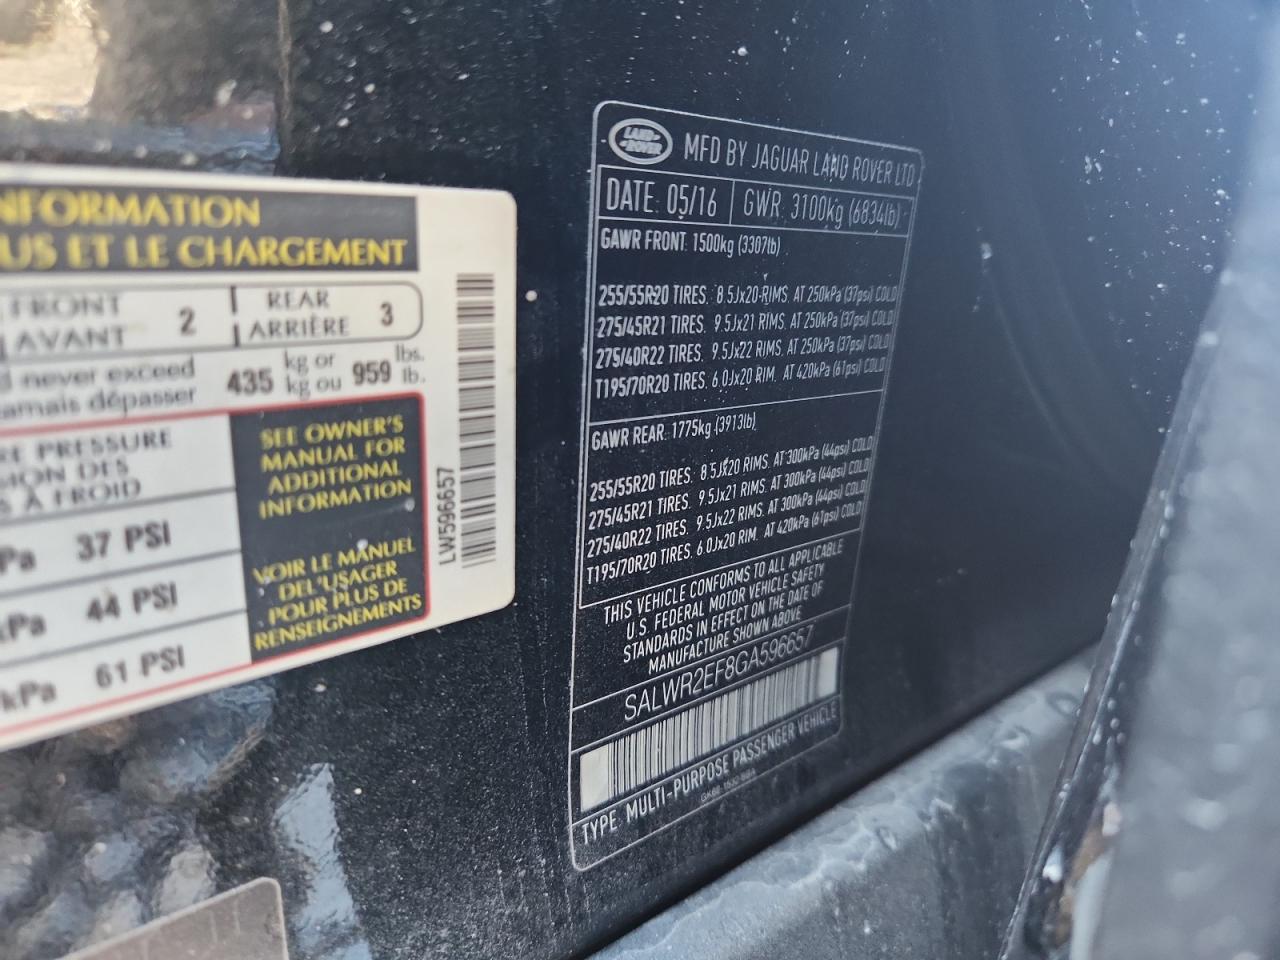 NFORMATION
US ET LE CHARGEMENT
FRONT
AVANT
2
REAR
ARRIÈRE
3
never exceed
jamais dépasser
435
kg or
kg ou
959
lbs.
lb.
PRESSURE
DES
À FROID
Pa 37 PSI
kPa 44 PSI
kPa 61 PSI
SEE OWNER'S
MANUAL FOR
ADDITIONAL
INFORMATION
VOIR LE MANUEL
DEL'USAGER
POUR PLUS DE
RENSEIGNEMENTS
LW596657
LAND-
ROVER
MFD BY JAGUAR LAND ROVER LTD
DATE: 05/16 GWR: 3100kg (6834lb)
GAWR FRONT: 1500kg (3307lb)
255/55R20 TIRES. 8.5Jx20 RIMS. AT 250kPa (37psi) COLD
275/45R21 TIRES. 9.5Jx21 RIMS. AT 250kPa (37psi) COLD
275/40R22 TIRES. 9.5Jx22 RIMS. AT 250kPa (37psi) COLD
T195/70R20 TIRES. 6.0Jx20 RIM. AT 420kPa (61psi) COLD
GAWR REAR: 1775kg (3913lb)
255/55R20 TIRES: 8.5Jx20 RIMS. AT 300kPa (44psi) COLD
275/45R21 TIRES. 9.5Jx21 RIMS. AT 300kPa (44psi) COLD
275/40R22 TIRES. 9.5Jx22 RIMS. AT 300kPa (44psi) COLD
T195/70R20 TIRES. 6.0Jx20 RIM. AT 420kPa (61psi) COLD
THIS VEHICLE CONFORMS TO ALL APPLICABLE
U.S. FEDERAL MOTOR VEHICLE SAFETY
STANDARDS IN EFFECT ON THE DATE OF
MANUFACTURE SHOWN ABOVE
SALWR2EF8GA596657
TYPE: MULTI-PURPOSE PASSENGER VEHICLE